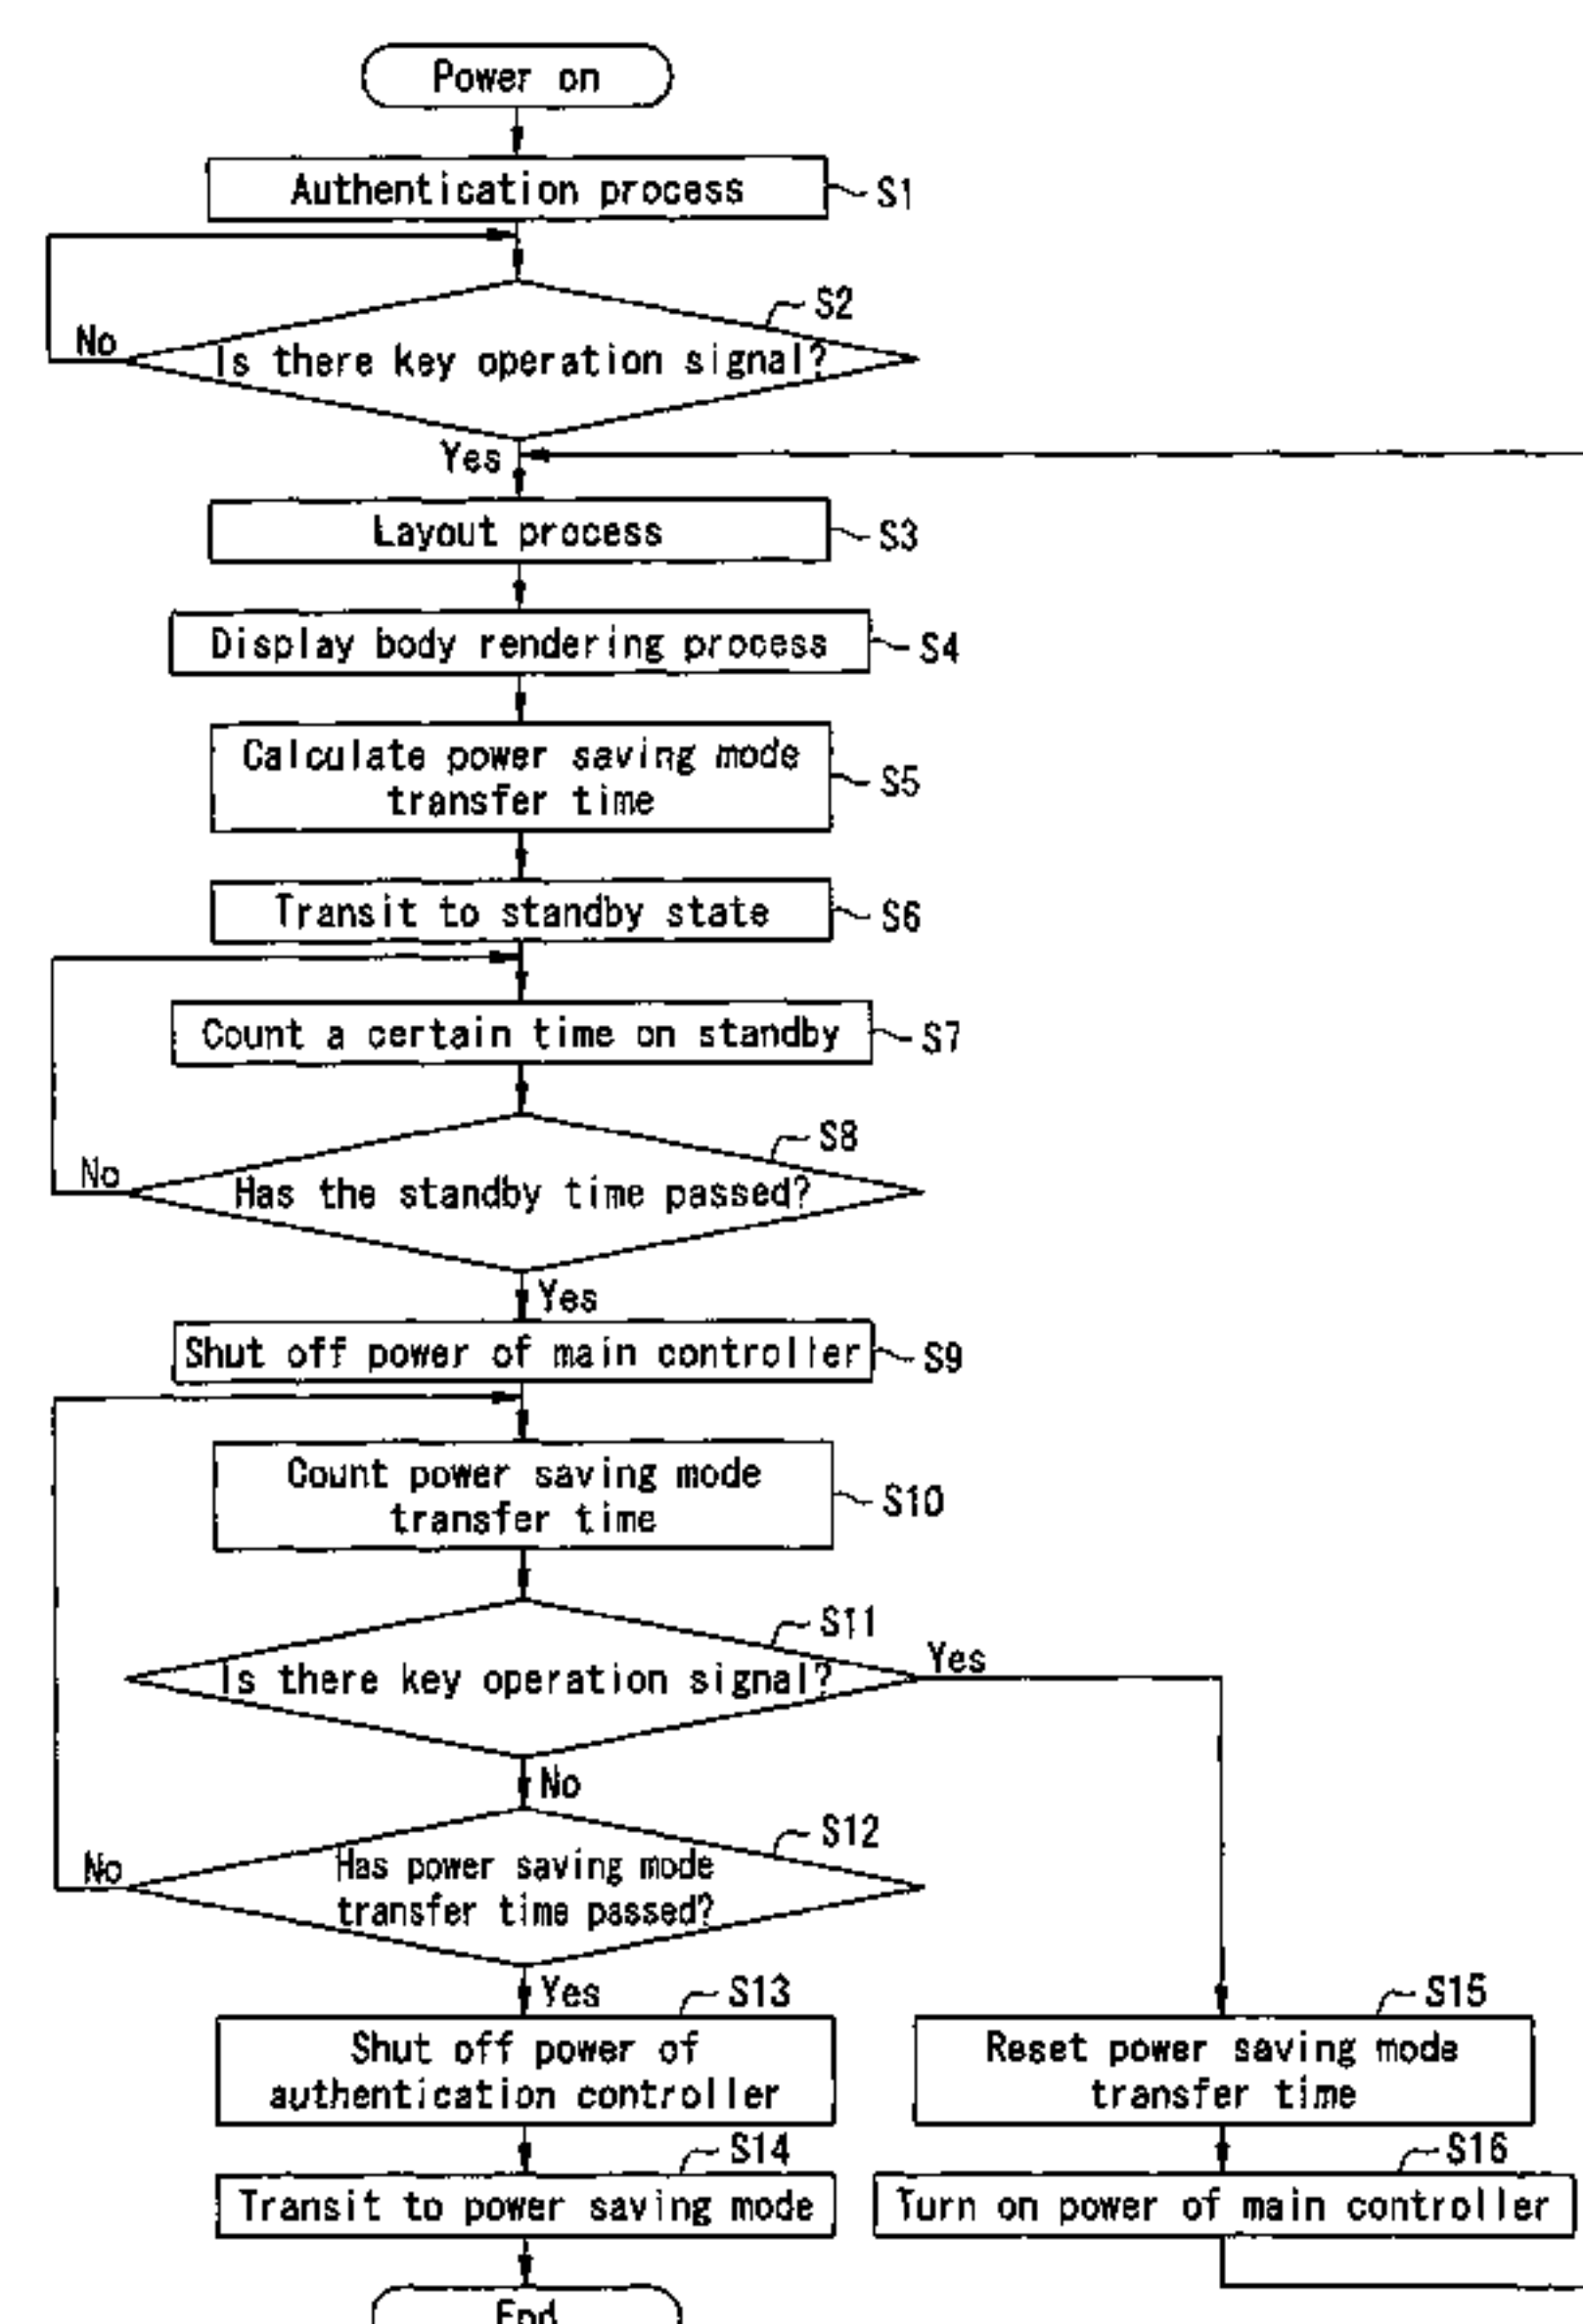 Power on
Authentication process
S1
S2
No
Is there key operation signal?
Yes
Layout process
S3
Display body rendering process
S4
Calculate power saving mode
transfer time
S5
Transit to standby state
S6
Count a certain time on standby
S7
S8
No
Has the standby time passed?
Yes
Shut off power of main controller
S9
Count power saving mode
transfer time
S10
S11
Is there key operation signal?
Yes
No
S12
No
Has power saving mode
transfer time passed?
Yes
S13
Shut off power of
authentication controller
S15
Reset power saving mode
transfer time
S14
Transit to power saving mode
S16
Turn on power of main controller
End